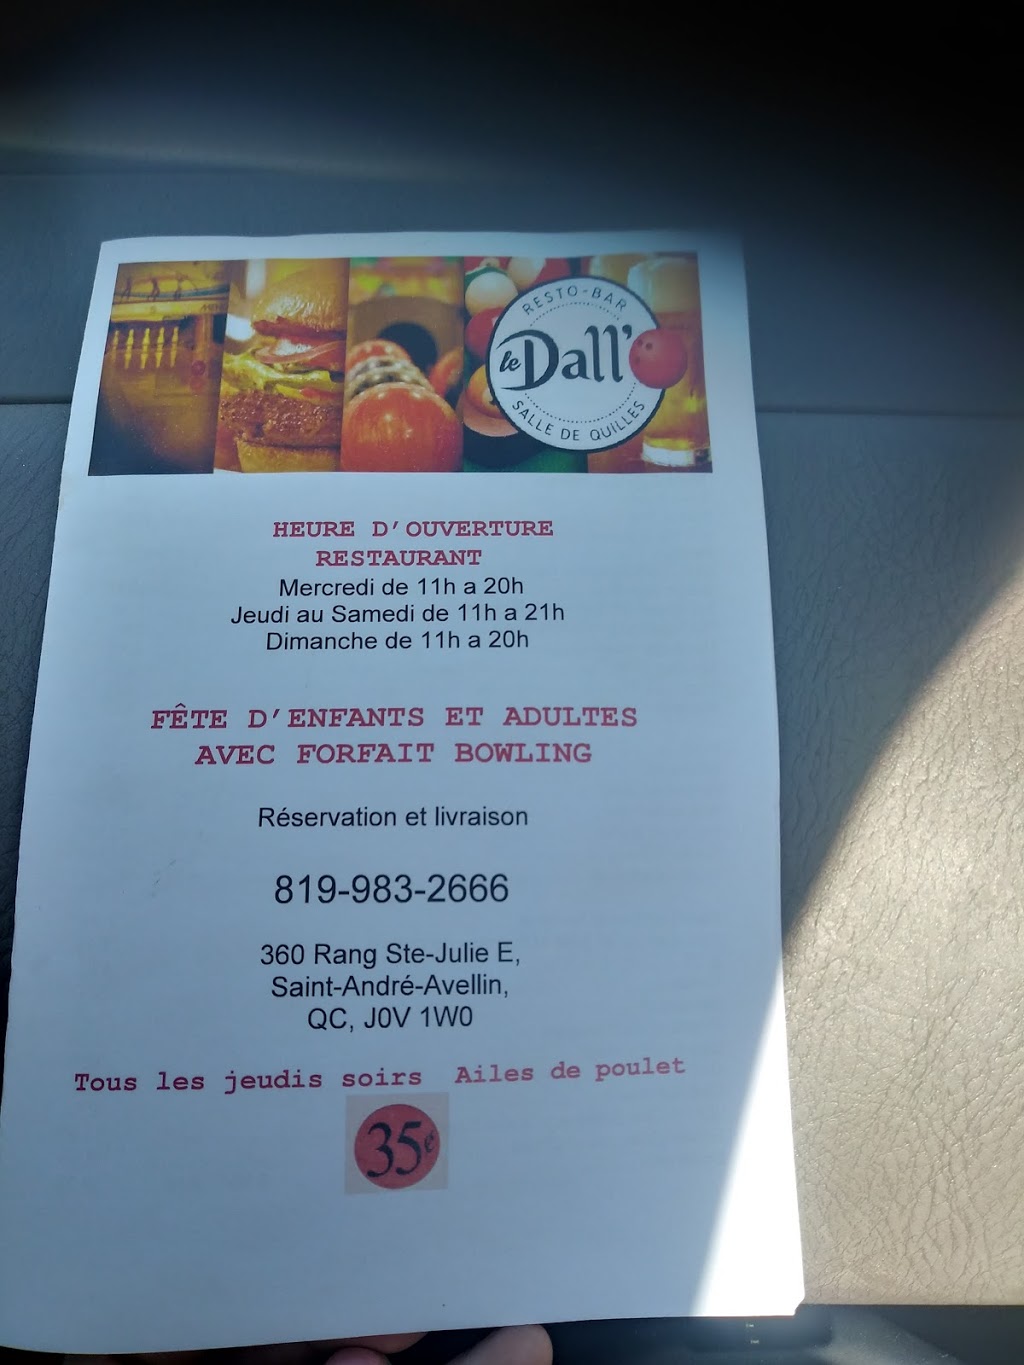 RESTO-BAR
le Dall'O
SALLE DE QUILLES
HEURE D'OUVERTURE
RESTAURANT
Mercredi de 11h a 20h
Jeudi au Samedi de 11h a 21h
Dimanche de 11h a 20h
FÊTE D'ENFANTS ET ADULTES
AVEC FORFAIT BOWLING
Réservation et livraison
819-983-2666
360 Rang Ste-Julie E,
Saint-André-Avellin,
QC, J0V 1W0
Tous les jeudis soirs Ailes de poulet
35¢